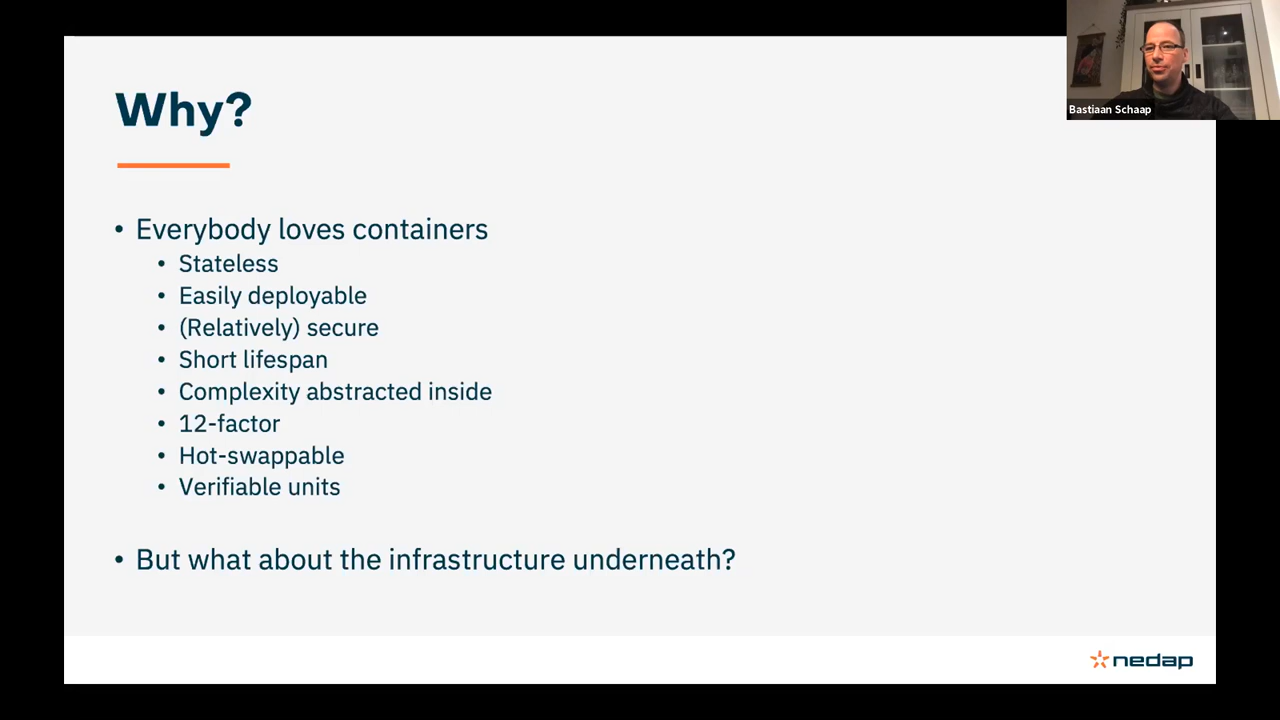 Why?
• Everybody loves containers
• Stateless
• Easily deployable
• (Relatively) secure
• Short lifespan
• Complexity abstracted inside
• 12-factor
• Hot-swappable
• Verifiable units
• But what about the infrastructure underneath?
nedap
Bastiaan Schaap